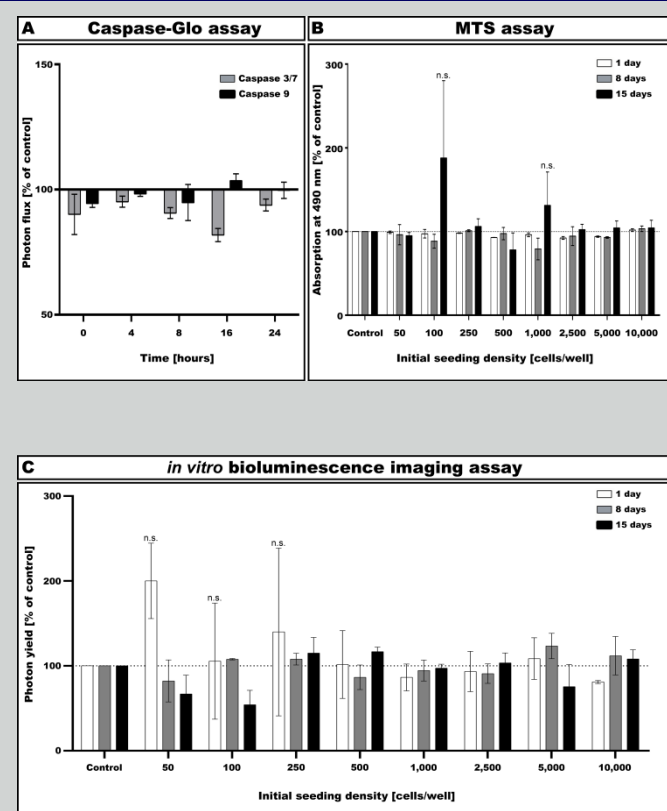 A Caspase-Glo assay
150
100
50
Photon flux [% of control]
Caspase 3/7
Caspase 9
0 4 8 16 24
Time [hours]
B MTS assay
300
200
100
0
Absorption at 490 nm [% of control]
1 day
8 days
15 days
n.s.
n.s.
Control 50 100 250 500 1,000 2,500 5,000 10,000
Initial seeding density [cells/well]
C in vitro bioluminescence imaging assay
300
200
100
0
Photon yield [% of control]
1 day
8 days
15 days
n.s.
n.s.
n.s.
Control 50 100 250 500 1,000 2,500 5,000 10,000
Initial seeding density [cells/well]